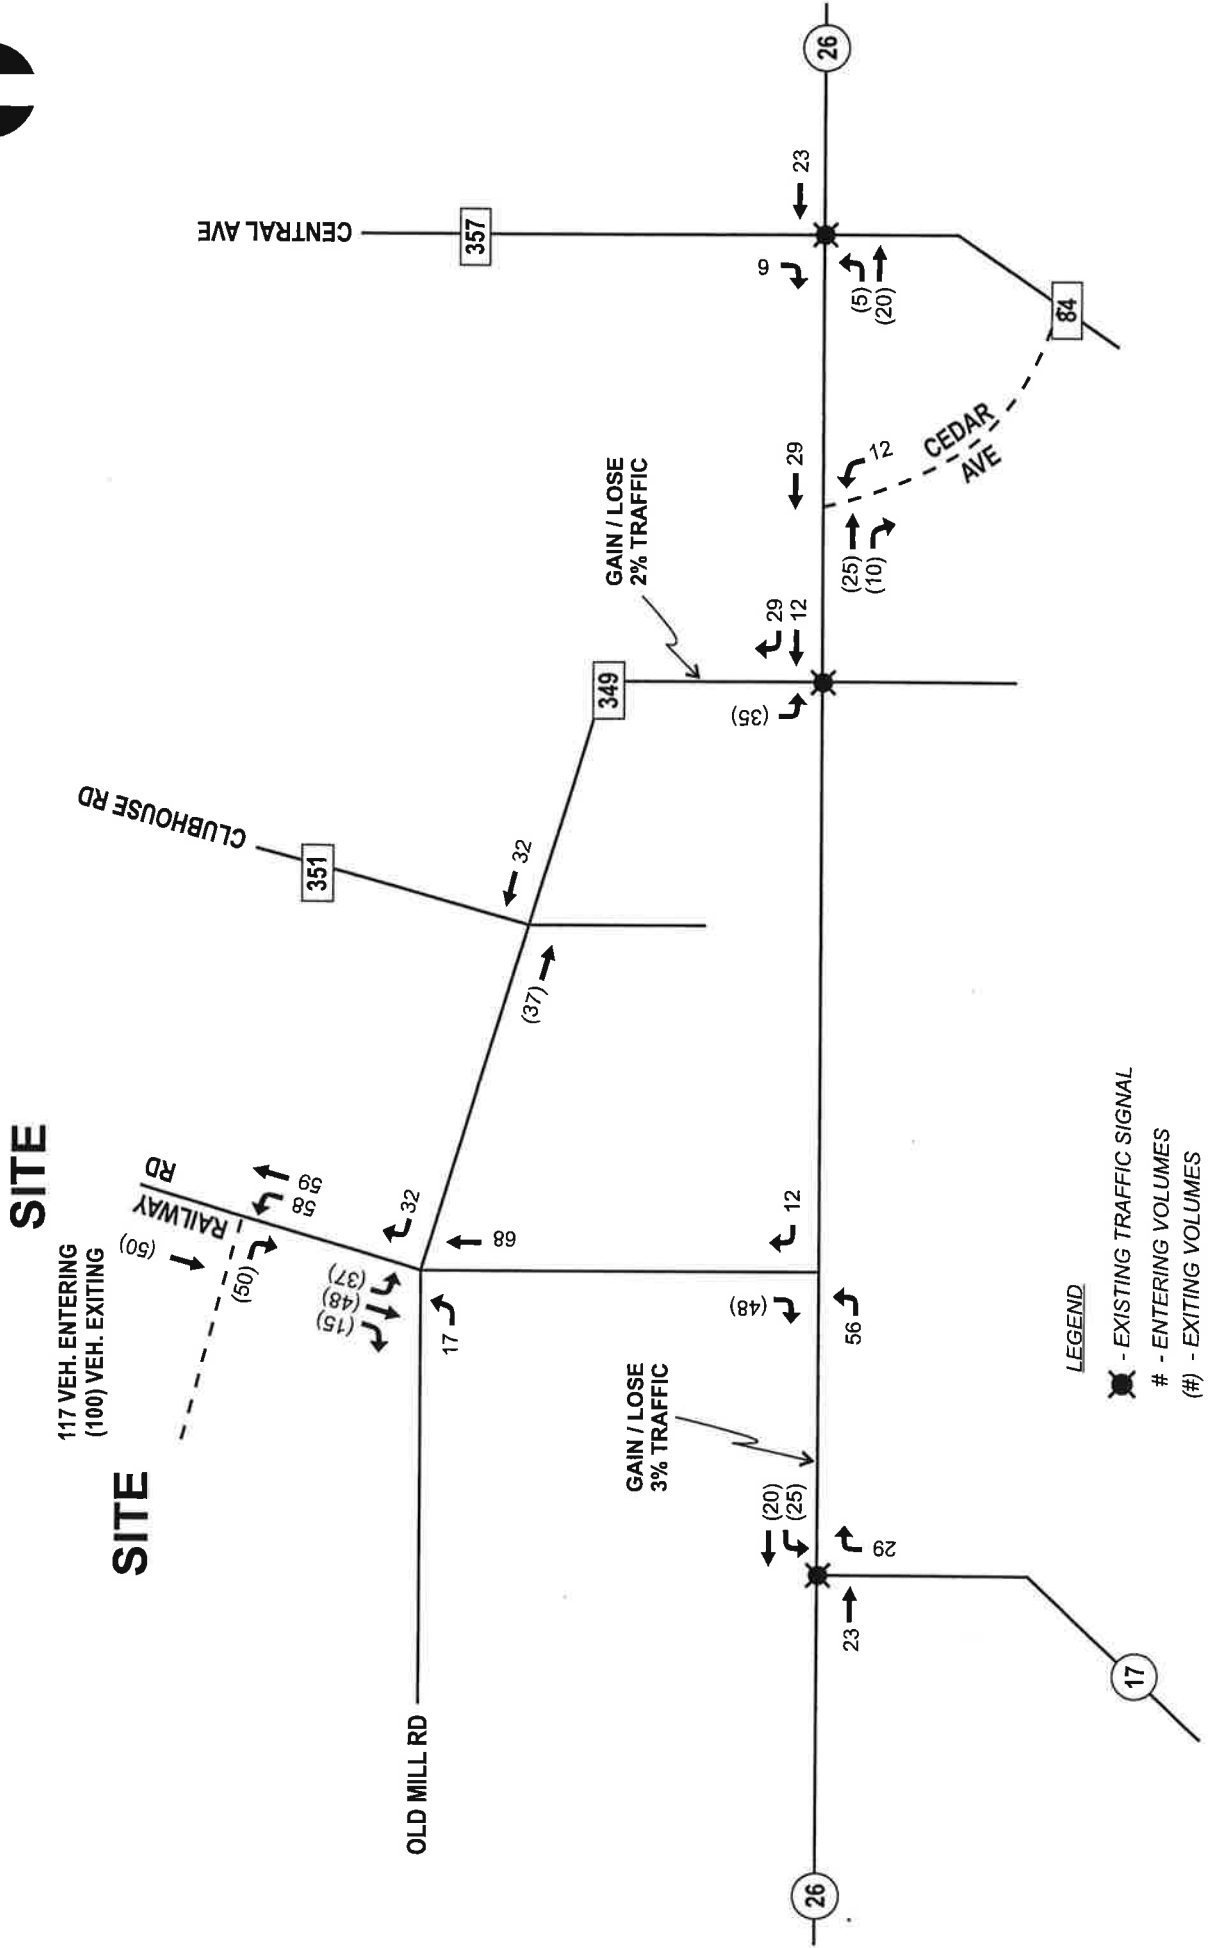 SITE
SITE
117 VEH. ENTERING
(100) VEH. EXITING
RAILWAY
RD
(50)
(50)
58
59
(15)
(48)
(37)
32
17
68
OLD MILL RD
CLUBHOUSE RD
351
32
(37)
349
GAIN / LOSE
2% TRAFFIC
CENTRAL AVE
357
6
23
26
(5)
(20)
84
CEDAR
AVE
29
12
(25)
(10)
29
12
(35)
12
(48)
56
GAIN / LOSE
3% TRAFFIC
(20)
(25)
29
23
17
26
LEGEND
- EXISTING TRAFFIC SIGNAL
# - ENTERING VOLUMES
(#) - EXITING VOLUMES